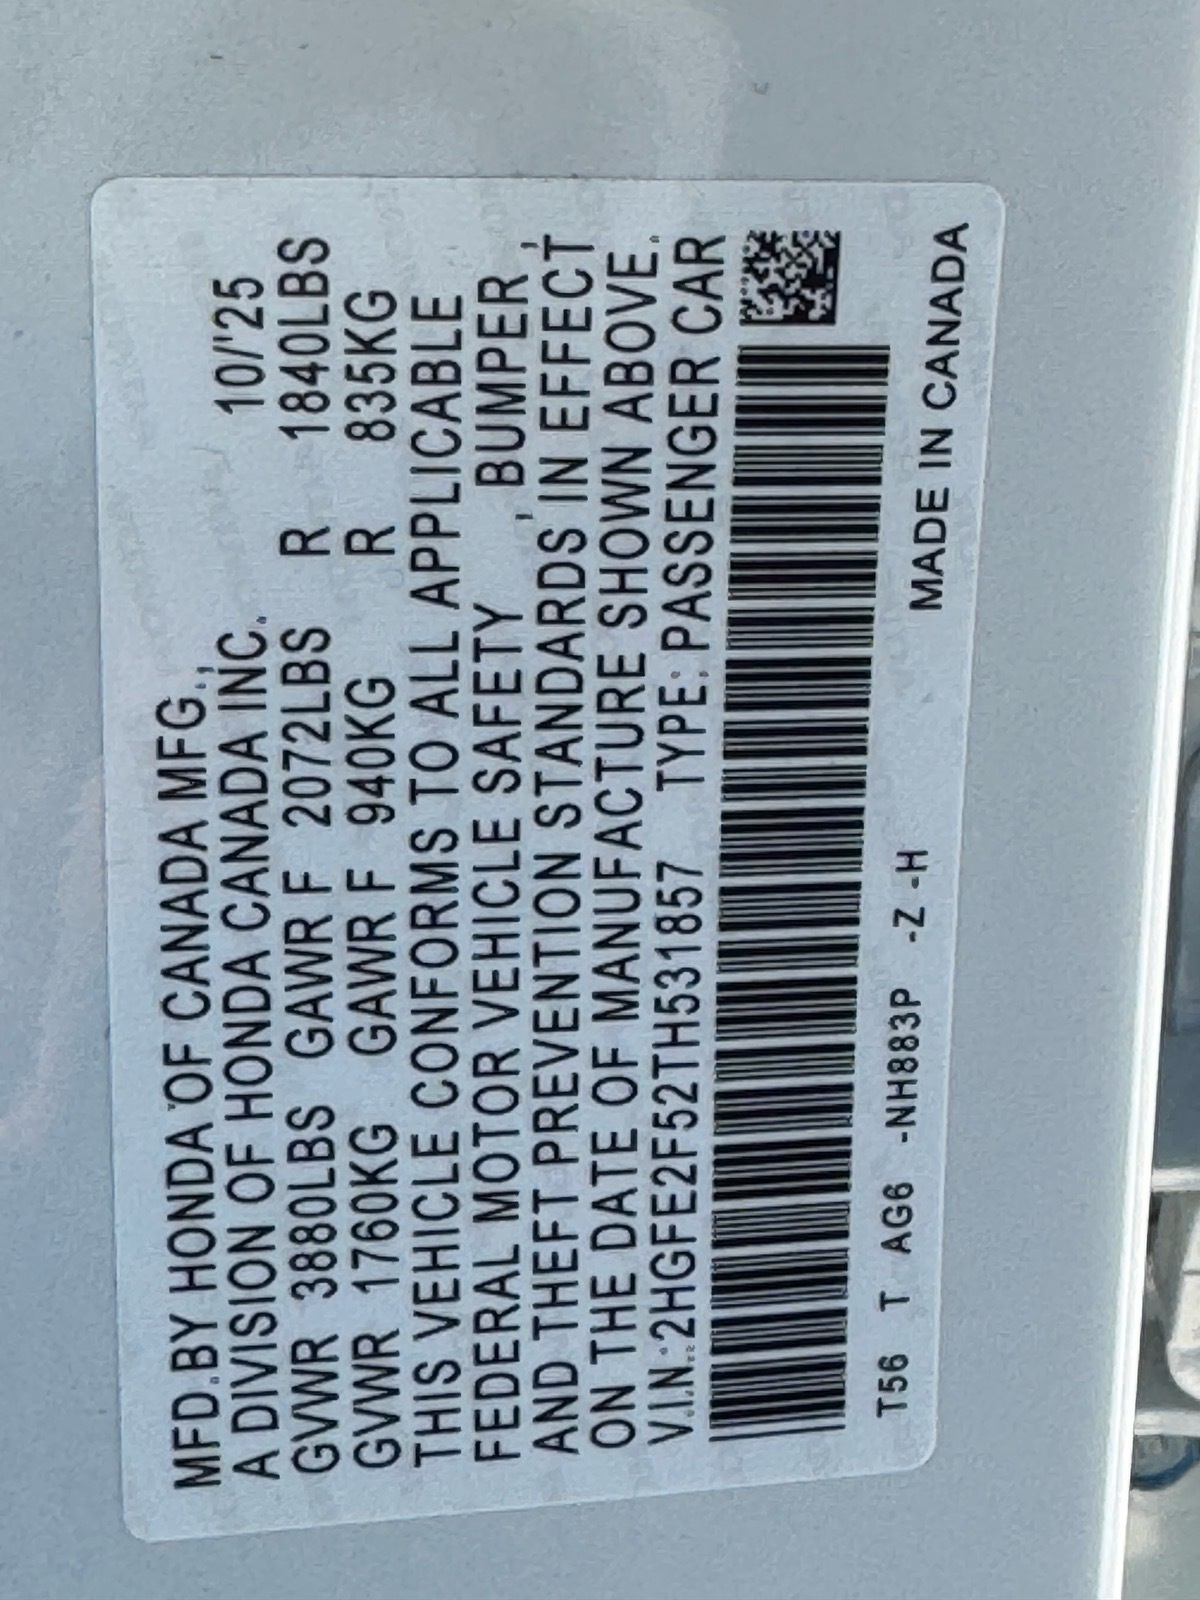 MFD.BY HONDA OF CANADA MFG.,
A DIVISION OF HONDA CANADA INC. 10/'25
GVWR 3880LBS GAWR F 2072LBS R 1840LBS
GVWR 1760KG GAWR F 940KG R 835KG
THIS VEHICLE CONFORMS TO ALL APPLICABLE
FEDERAL MOTOR VEHICLE SAFETY, BUMPER,
AND THEFT PREVENTION STANDARDS IN EFFECT
ON THE DATE OF MANUFACTURE SHOWN ABOVE.
V.I.N.:2HGFE2F52TH531857 TYPE: PASSENGER CAR
T56 T AG6 -NH883P -Z -H MADE IN CANADA